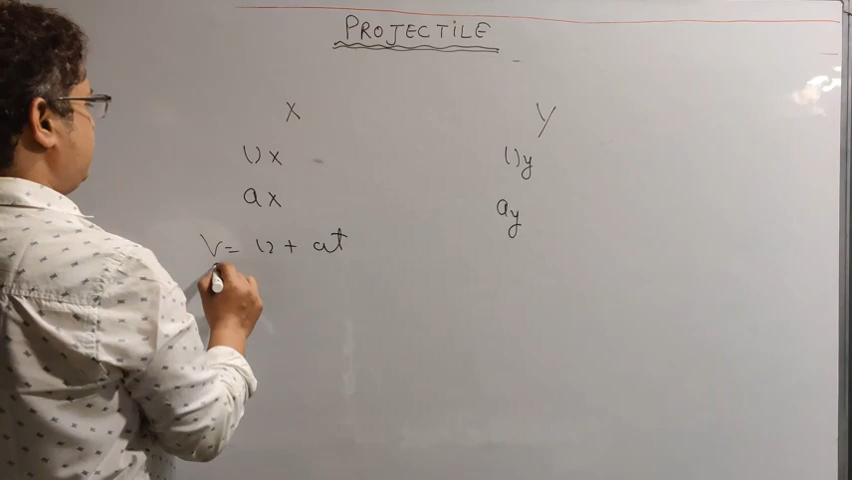 PROJECTILE
X Y
ux uy
ax ay
V = u + at